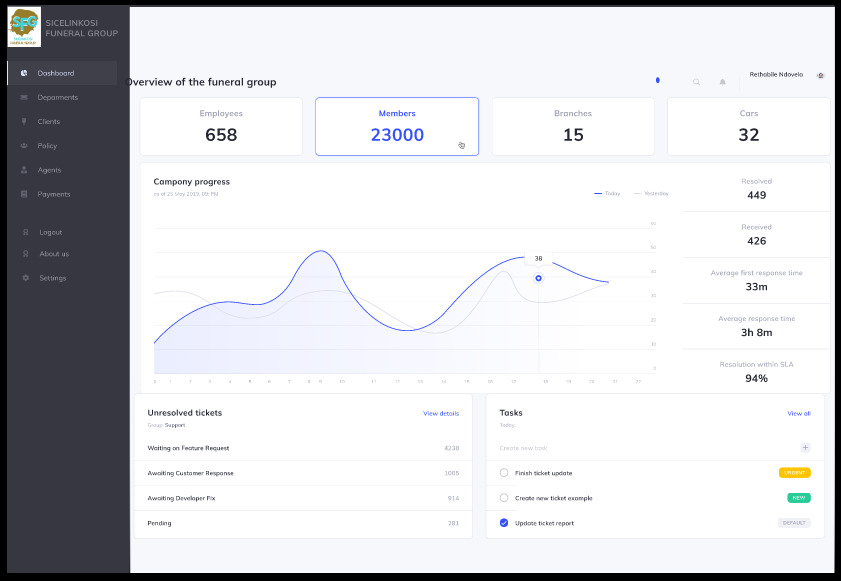 SFG
SICELINKOSI
FUNERAL GROUP
Dashboard
Deparments
Clients
Policy
Agents
Payments
Logout
About us
Settings
Overview of the funeral group
Rethabile Ndovela
Employees
658
Members
23000
Branches
15
Cars
32
Campony progress
as of 25 May 2019, 09: PM
Today
Yesterday
60
50
40
30
20
10
0
38
0 1 2 3 4 5 6 7 8 9 10 11 12 13 14 15 16 17 18 19 20 21 22
Resolved
449
Received
426
Average first response time
33m
Average response time
3h 8m
Resolution within SLA
94%
Unresolved tickets
View details
Group: Support
Waiting on Feature Request 4238
Awaiting Customer Response 1005
Awaiting Developer Fix 914
Pending 281
Tasks
View all
Today
Create new task
Finish ticket update URGENT
Create new ticket example NEW
Update ticket report DEFAULT